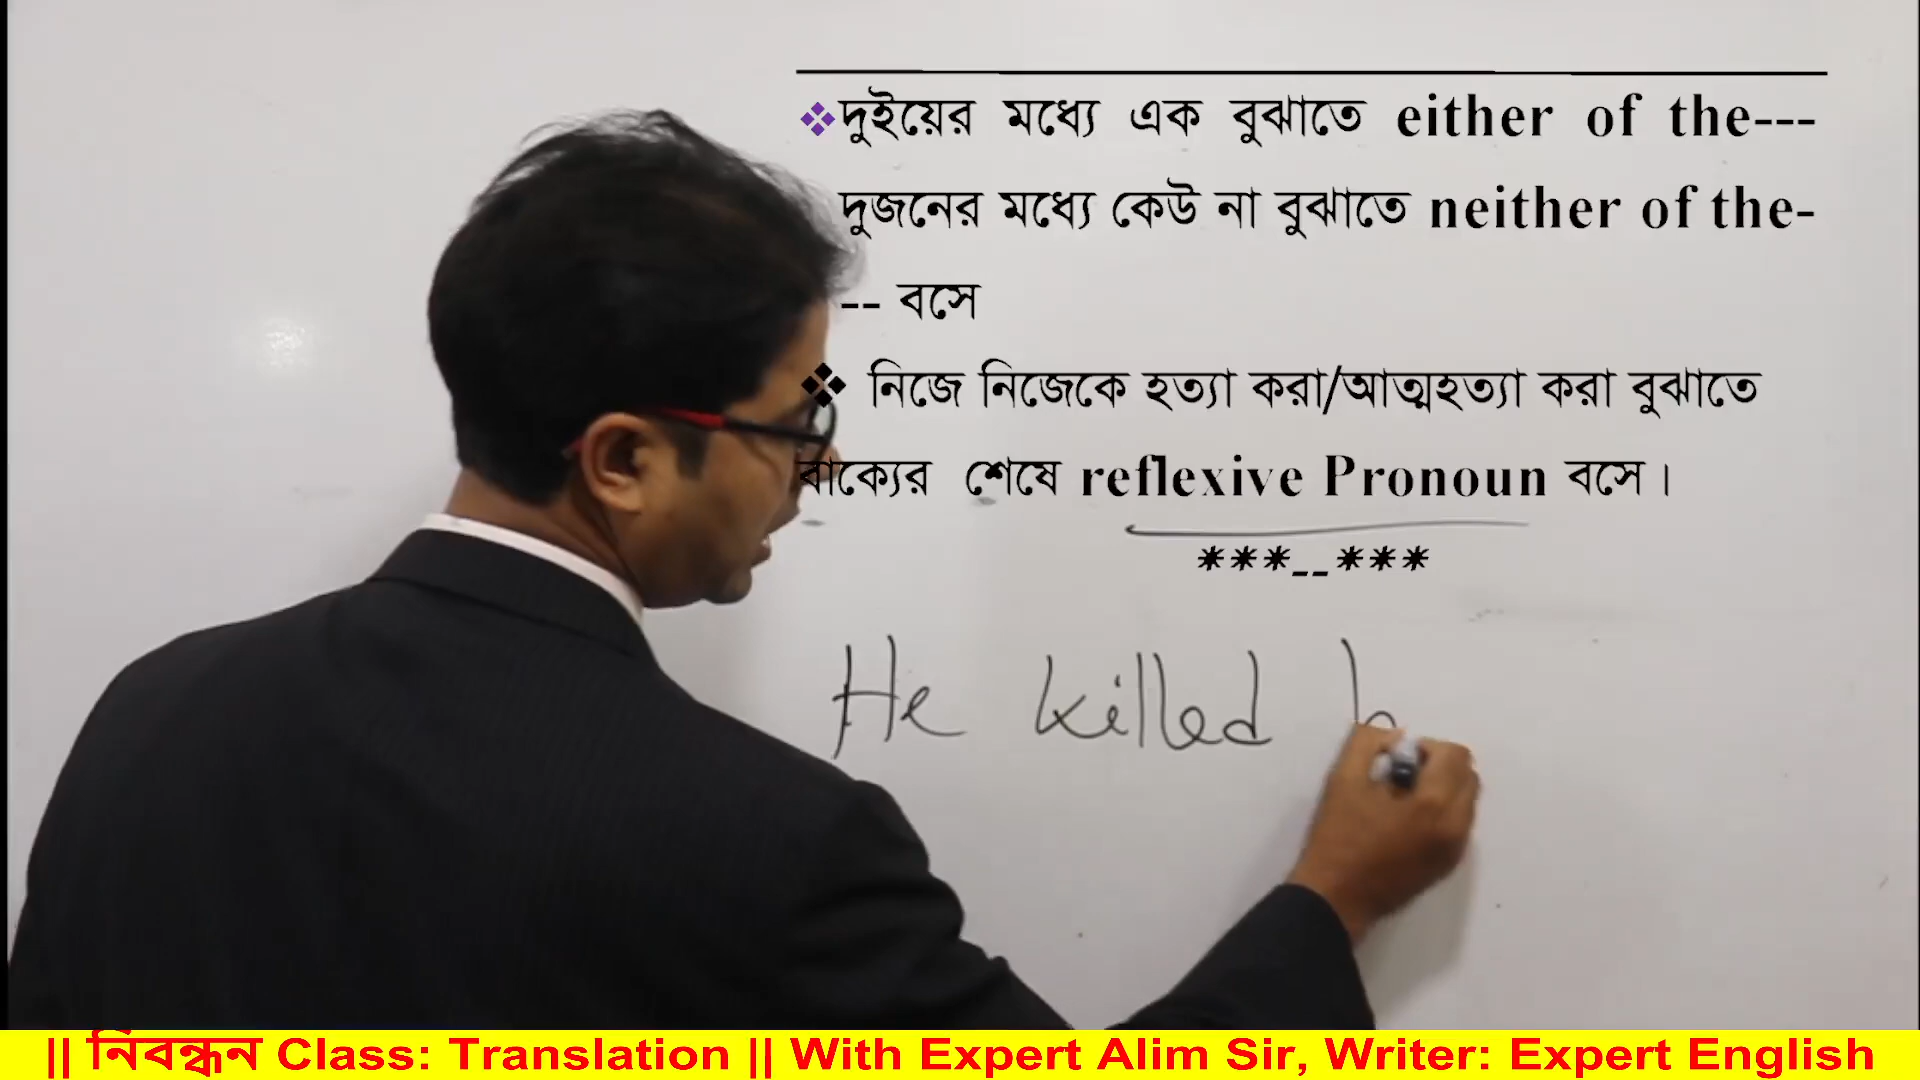 ❖দুইয়ের মধ্যে এক বুঝাতে either of the---
দুজনের মধ্যে কেউ না বুঝাতে neither of the-
-- বসে
❖ নিজে নিজেকে হত্যা করা/আত্মহত্যা করা বুঝাতে
বাক্যের শেষে reflexive Pronoun বসে।
***--***
He killed h
|| নিবন্ধন Class: Translation || With Expert Alim Sir, Writer: Expert English